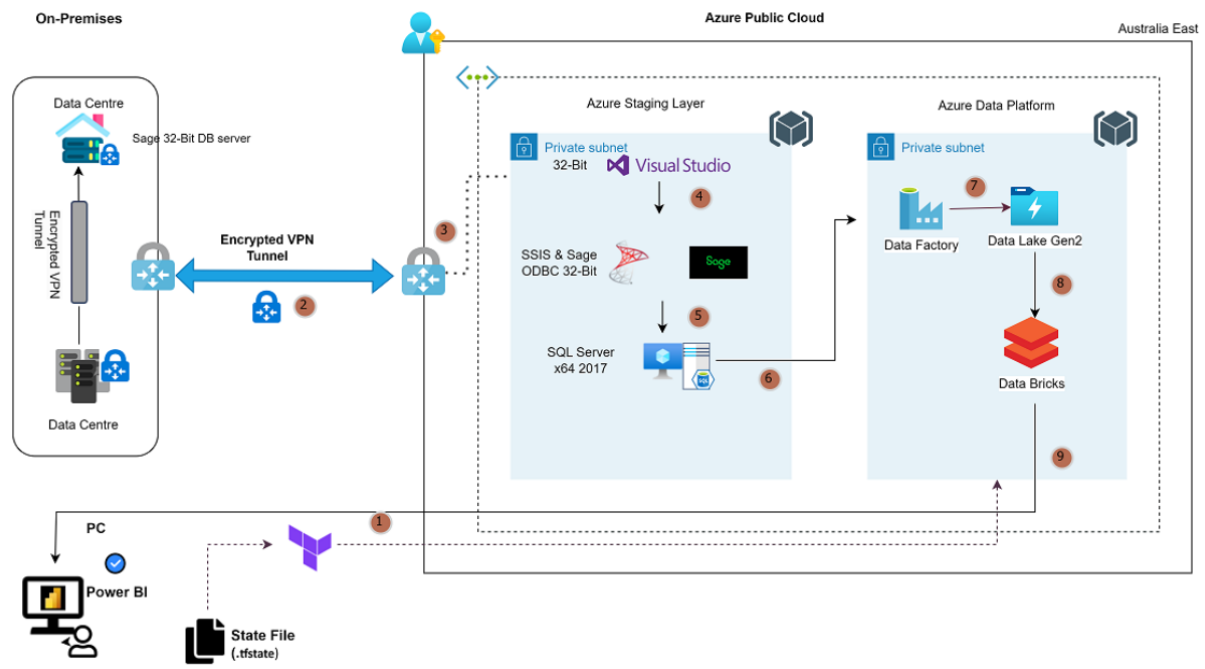 On-Premises
Azure Public Cloud
Australia East
Data Centre
Sage 32-Bit DB server
Encrypted VPN
Tunnel
Data Centre
Encrypted VPN
Tunnel
2
3
Azure Staging Layer
Private subnet
32-Bit
Visual Studio
4
SSIS & Sage
ODBC 32-Bit
Sage
5
SQL Server
x64 2017
SQL
6
Azure Data Platform
Private subnet
7
Data Factory
Data Lake Gen2
8
Data Bricks
9
1
PC
Power BI
State File
(.tfstate)